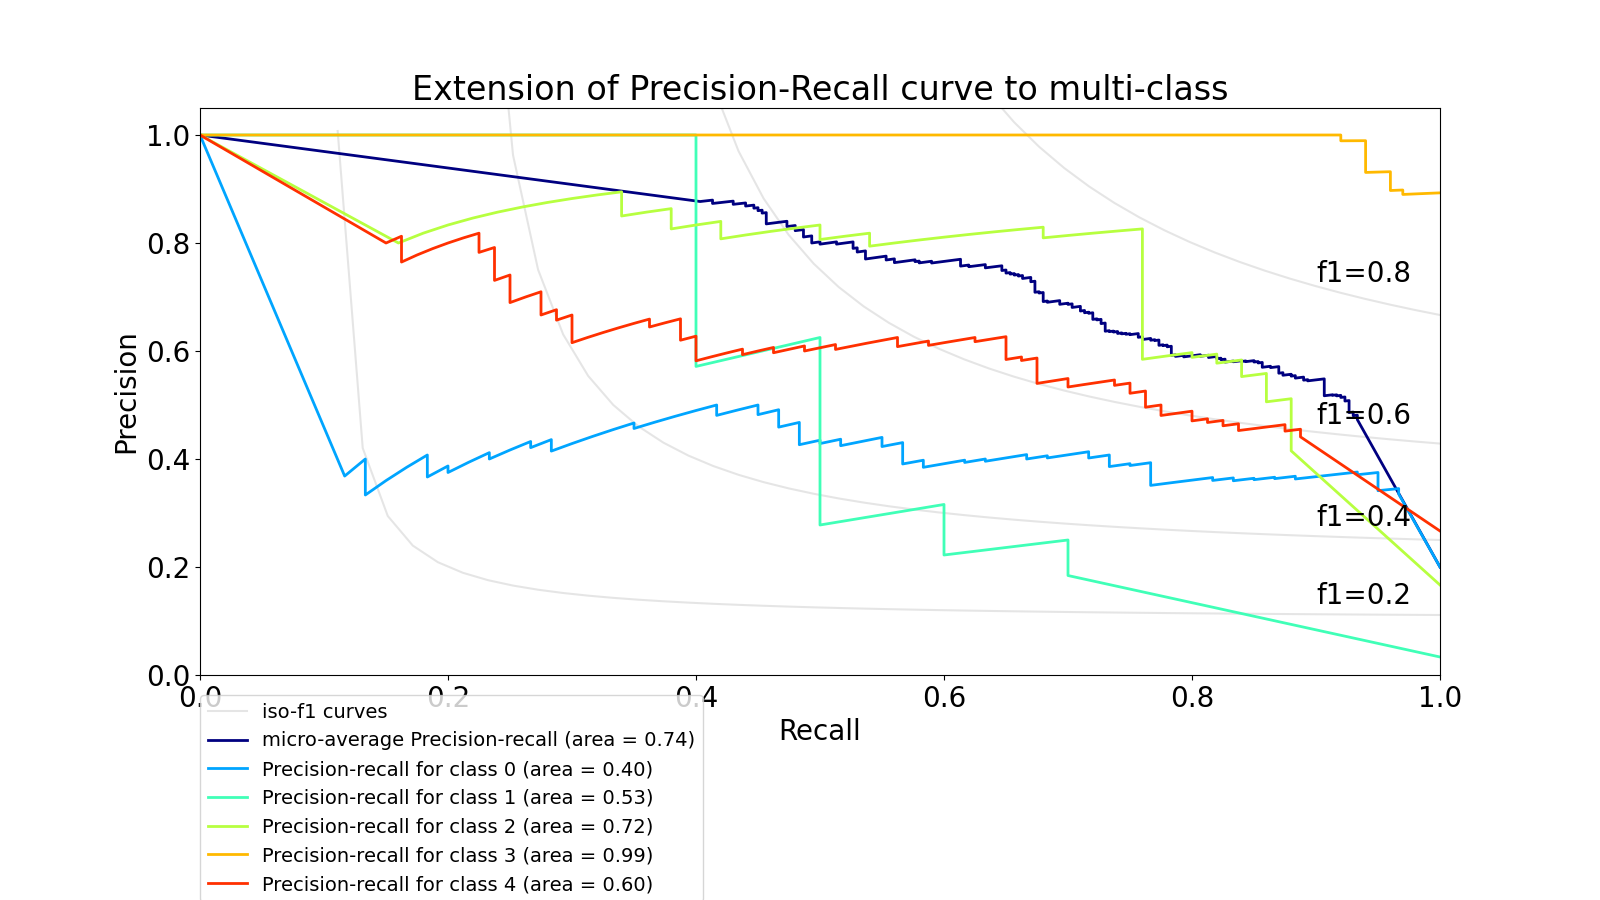 Extension of Precision-Recall curve to multi-class
1.0
0.8
0.6
0.4
0.2
0.0
Precision
f1=0.8
f1=0.6
f1=0.4
f1=0.2
0.0 0.2 0.4 0.6 0.8 1.0
Recall
iso-f1 curves
micro-average Precision-recall (area = 0.74)
Precision-recall for class 0 (area = 0.40)
Precision-recall for class 1 (area = 0.53)
Precision-recall for class 2 (area = 0.72)
Precision-recall for class 3 (area = 0.99)
Precision-recall for class 4 (area = 0.60)